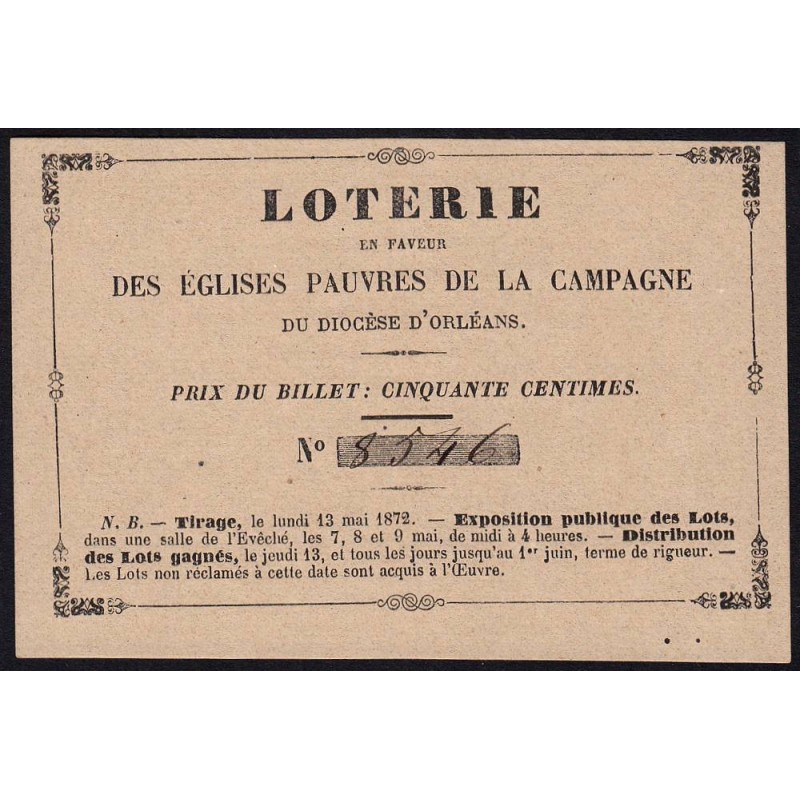 LOTERIE
EN FAVEUR
DES ÉGLISES PAUVRES DE LA CAMPAGNE
DU DIOCÈSE D'ORLÉANS.
PRIX DU BILLET : CINQUANTE CENTIMES.
No 8546
N. B. — Tirage, le lundi 13 mai 1872. — Exposition publique des Lots,
dans une salle de l'Evêché, les 7, 8 et 9 mai, de midi à 4 heures. — Distribution
des Lots gagnés, le jeudi 13, et tous les jours jusqu'au 1er juin, terme de rigueur. —
Les Lots non réclamés à cette date sont acquis à l'Œuvre.